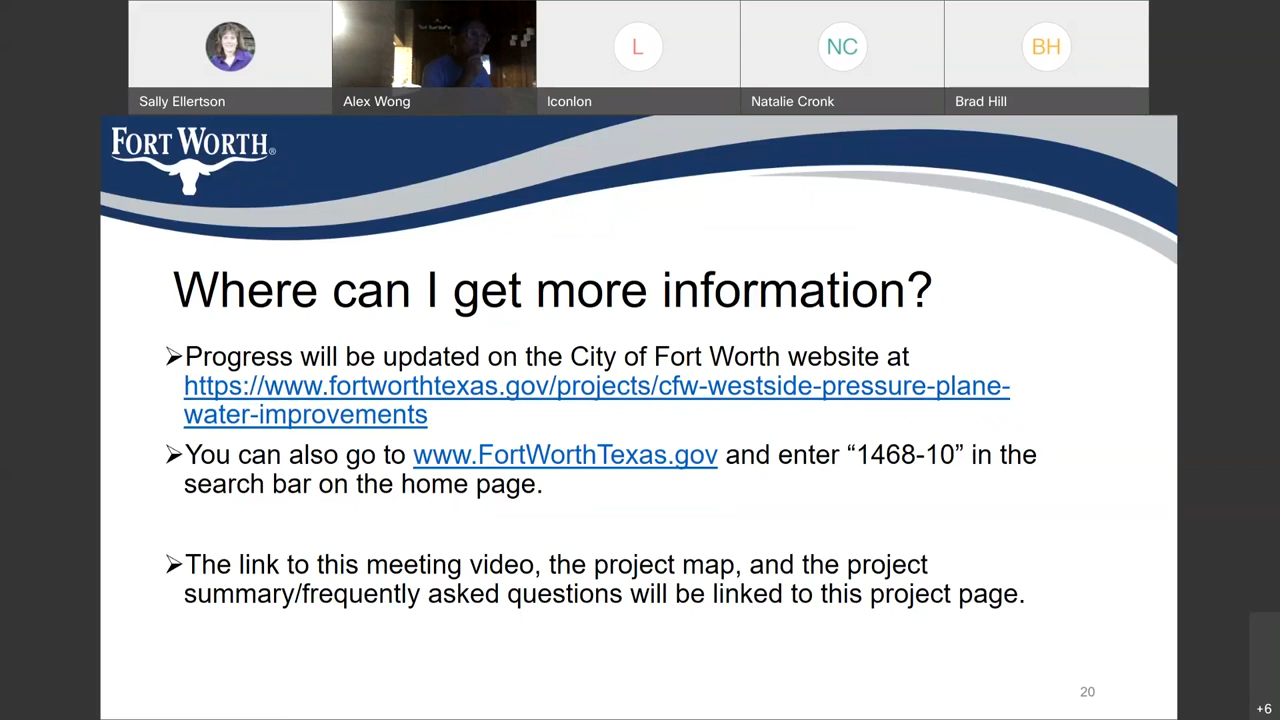 L
NC
BH
Sally Ellertson
Alex Wong
Iconlon
Natalie Cronk
Brad Hill
FORT WORTH®
Where can I get more information?
➢Progress will be updated on the City of Fort Worth website at
https://www.fortworthtexas.gov/projects/cfw-westside-pressure-plane-
water-improvements
➢You can also go to www.FortWorthTexas.gov and enter “1468-10” in the
search bar on the home page.
➢The link to this meeting video, the project map, and the project
summary/frequently asked questions will be linked to this project page.
20
+6